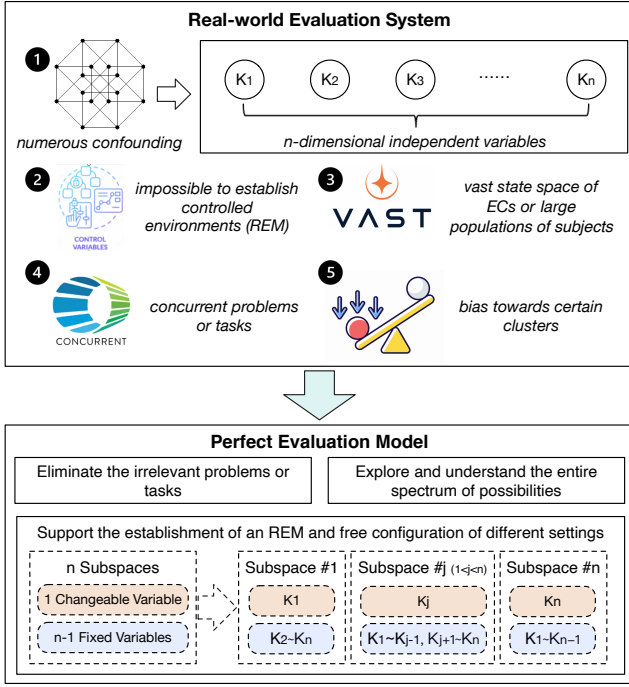 Real-world Evaluation System
1
K1
K2
K3
......
Kn
numerous confounding
n-dimensional independent variables
2
CONTROL
VARIABLES
impossible to establish
controlled
environments (REM)
3
VAST
vast state space of
ECs or large
populations of subjects
4
CONCURRENT
concurrent problems
or tasks
5
bias towards certain
clusters
Perfect Evaluation Model
Eliminate the irrelevant problems or
tasks
Explore and understand the entire
spectrum of possibilities
Support the establishment of an REM and free configuration of different settings
n Subspaces
1 Changeable Variable
n-1 Fixed Variables
Subspace #1
K1
K2~Kn
Subspace #j (1<j<n)
Kj
K1~Kj-1, Kj+1~Kn
Subspace #n
Kn
K1~Kn−1